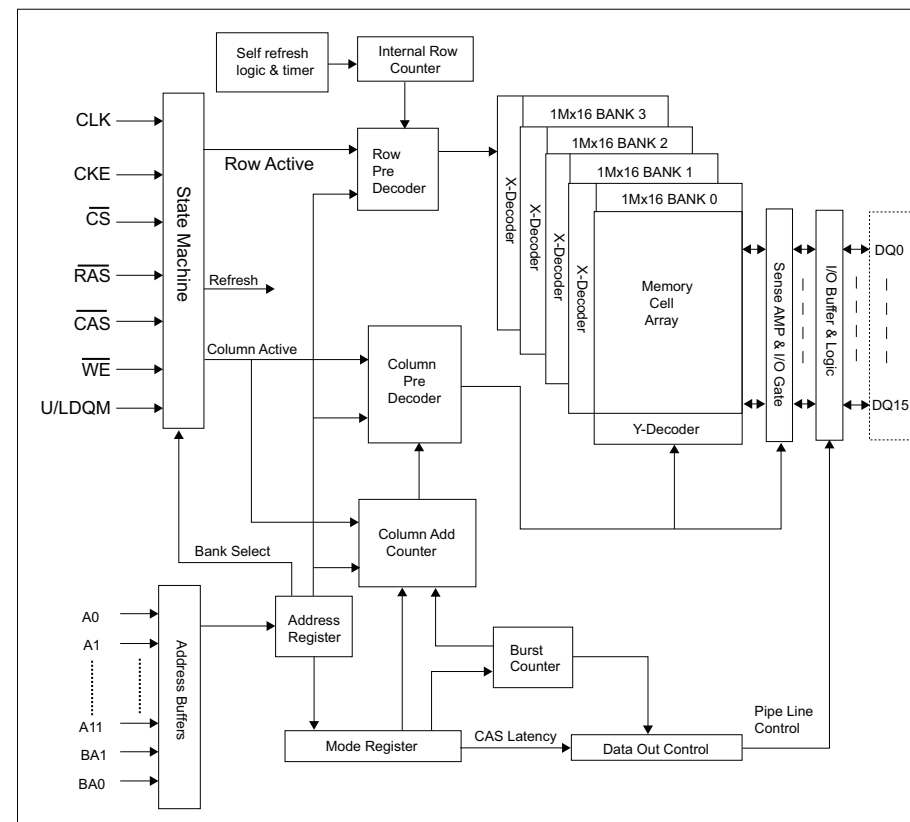 Self refresh
logic & timer
Internal Row
Counter
CLK
CKE
CS
RAS
CAS
WE
U/LDQM
State Machine
Row Active
Refresh
Column Active
Bank Select
Row
Pre
Decoder
Column
Pre
Decoder
Column Add
Counter
1Mx16 BANK 3
1Mx16 BANK 2
1Mx16 BANK 1
1Mx16 BANK 0
X-Decoder
X-Decoder
X-Decoder
X-Decoder
Memory
Cell
Array
Y-Decoder
Sense AMP & I/O Gate
I/O Buffer & Logic
DQ0
DQ15
A0
A1
A11
BA1
BA0
Address Buffers
Address
Register
Burst
Counter
Mode Register
CAS Latency
Data Out Control
Pipe Line
Control